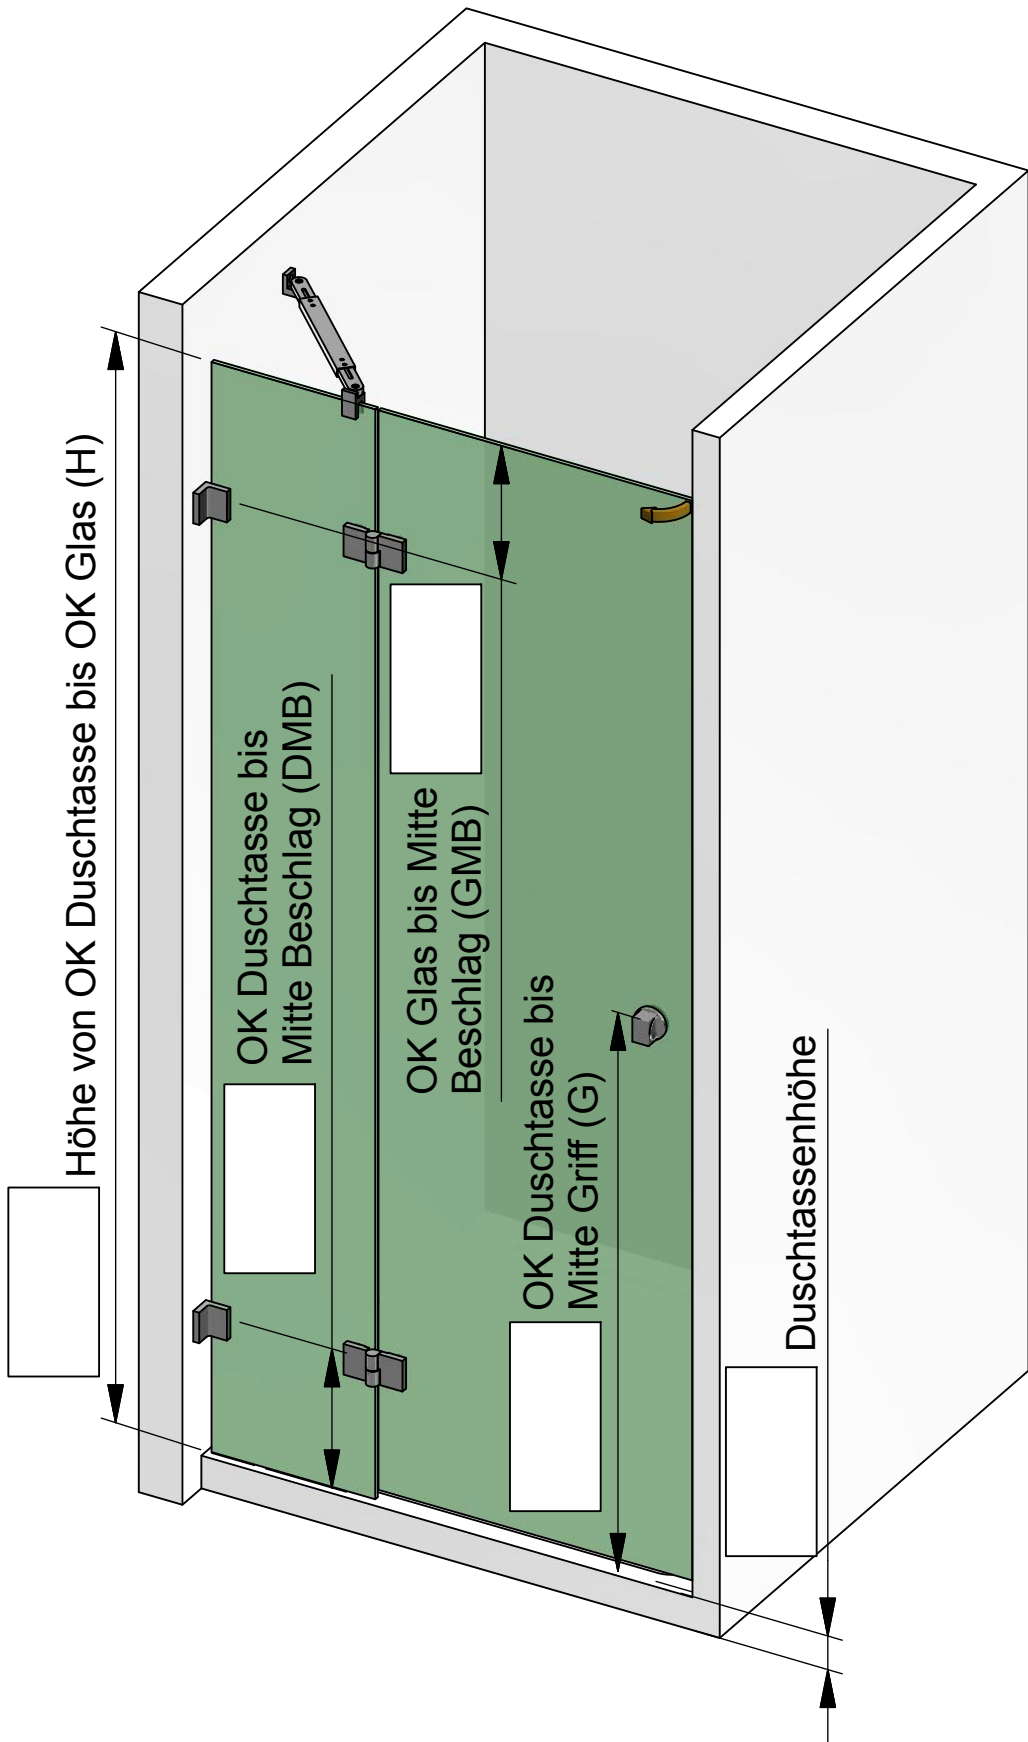 Höhe von OK Duschtasse bis OK Glas (H)
OK Duschtasse bis
Mitte Beschlag (DMB)
OK Glas bis Mitte
Beschlag (GMB)
OK Duschtasse bis
Mitte Griff (G)
Duschtassenhöhe